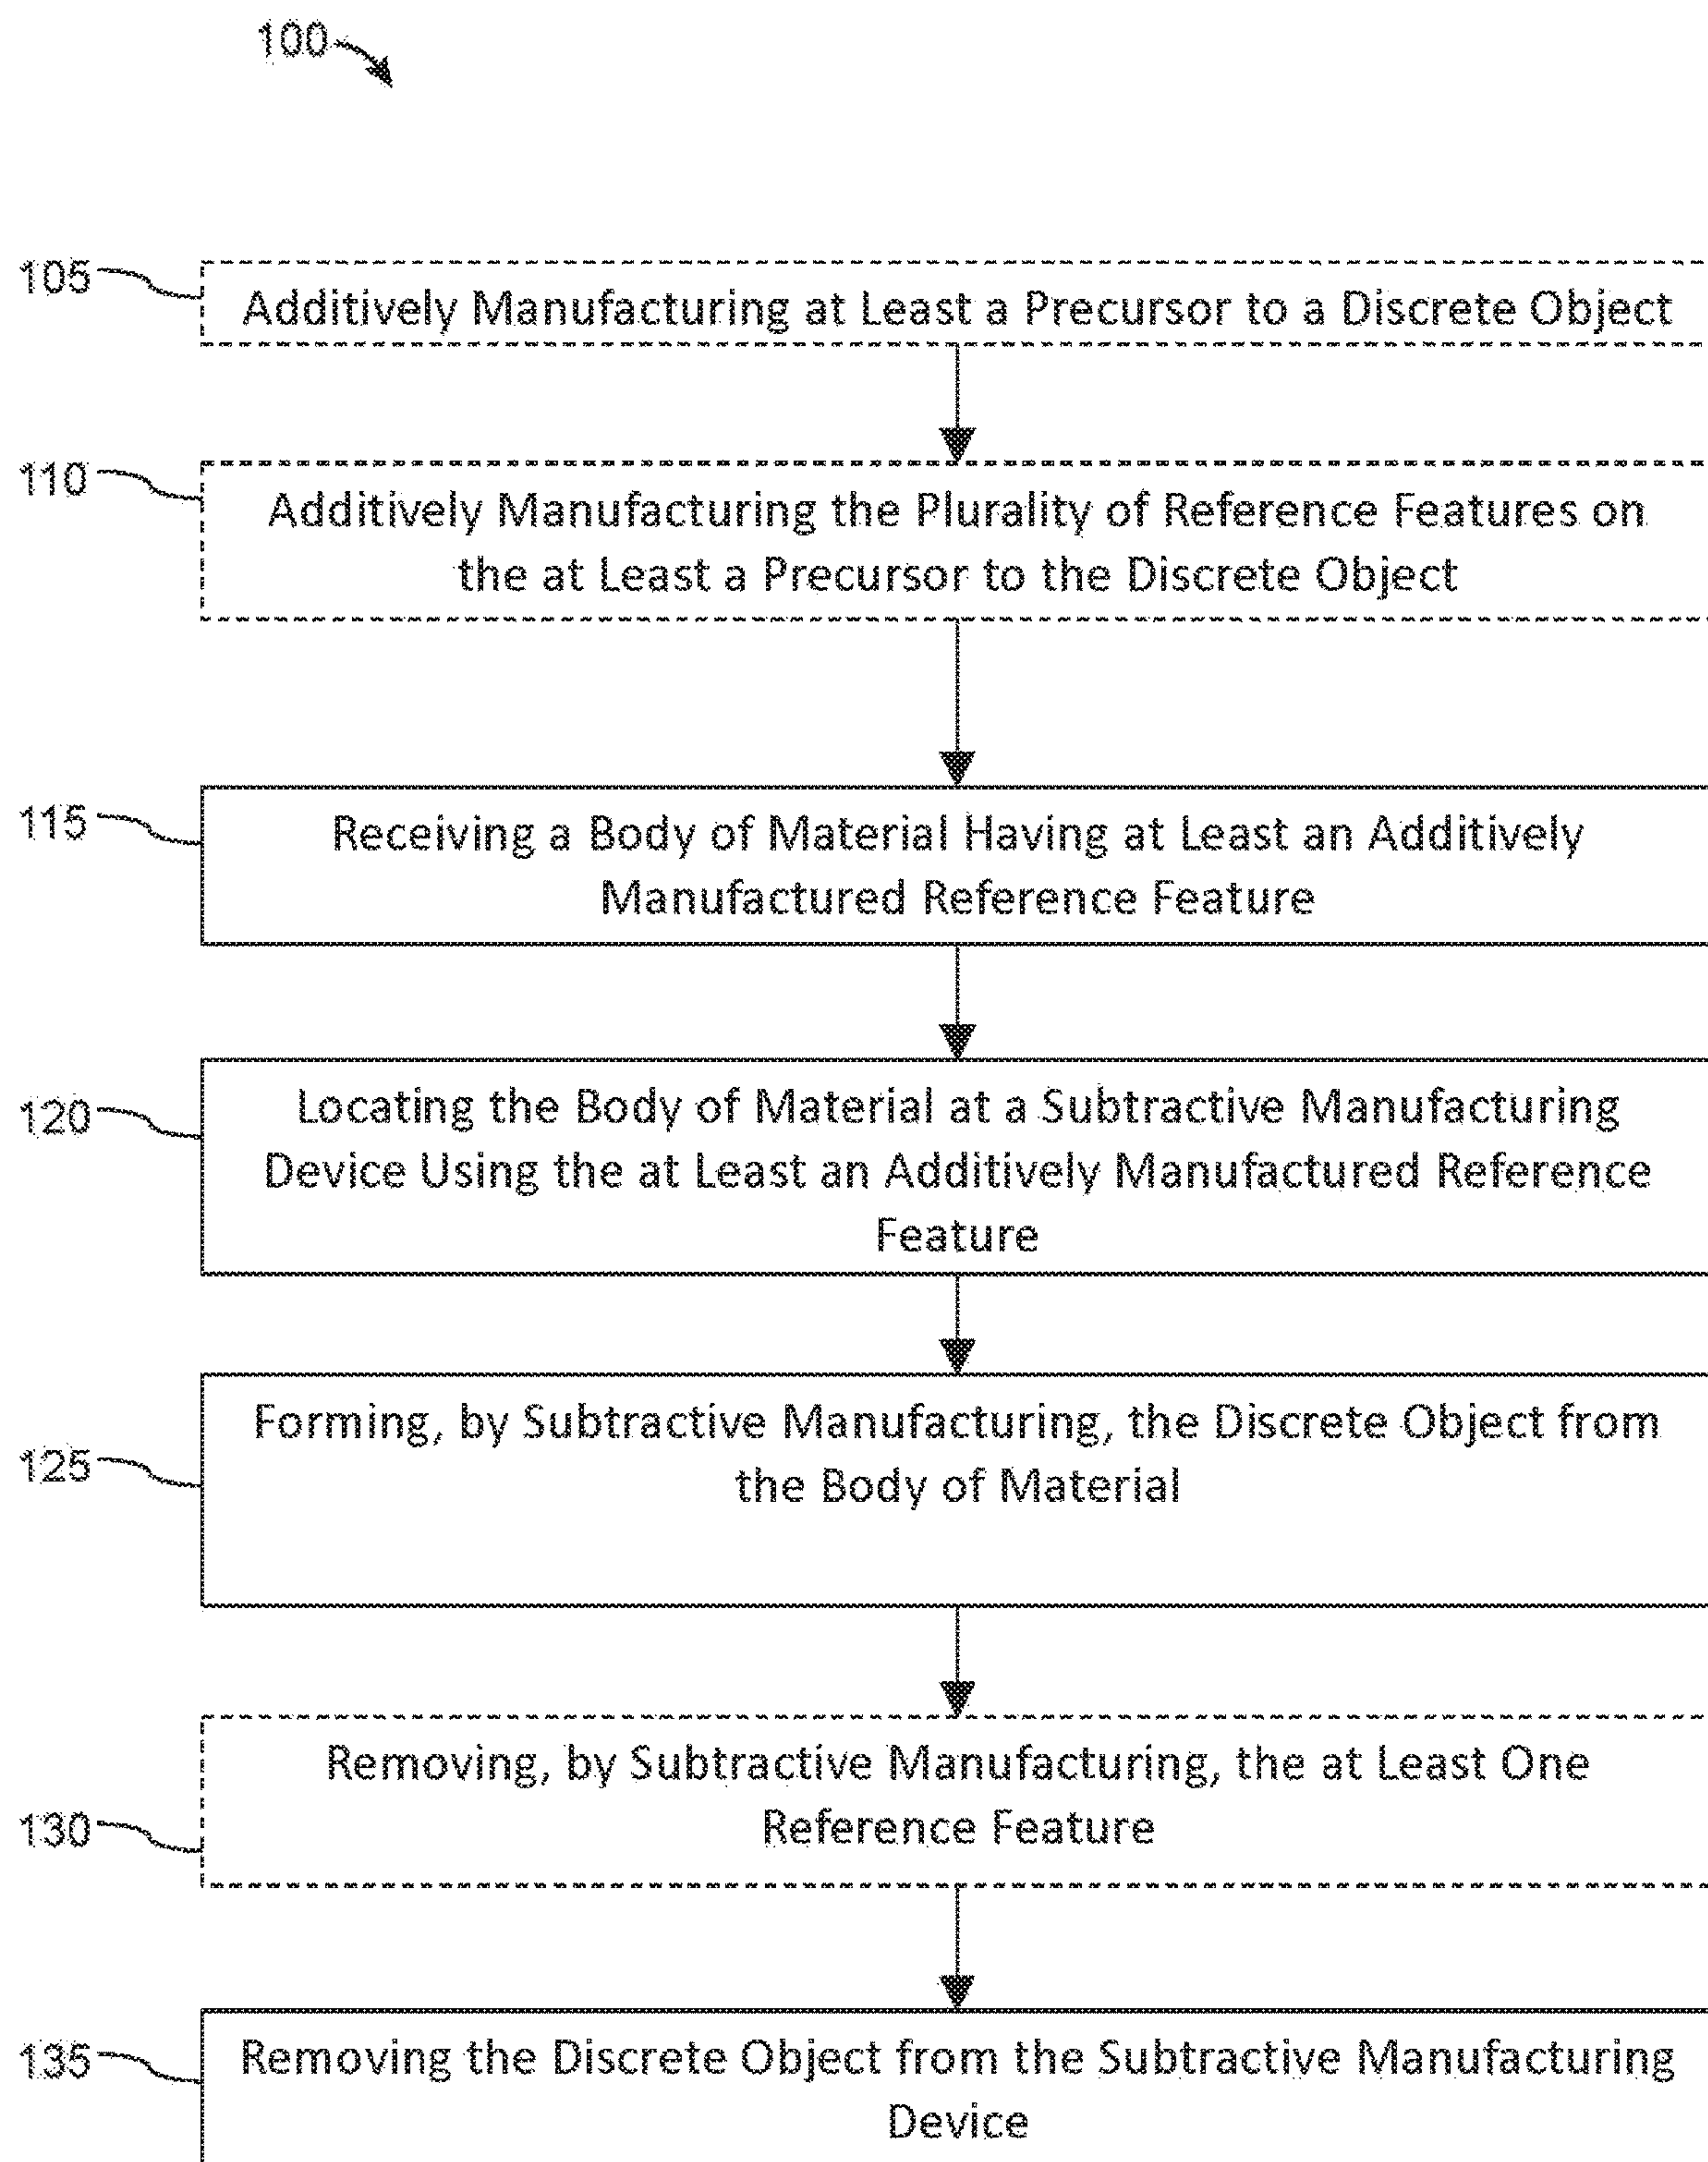 100
105
Additively Manufacturing at Least a Precursor to a Discrete Object
110
Additively Manufacturing the Plurality of Reference Features on
the at Least a Precursor to the Discrete Object
115
Receiving a Body of Material Having at Least an Additively
Manufactured Reference Feature
120
Locating the Body of Material at a Subtractive Manufacturing
Device Using the at Least an Additively Manufactured Reference
Feature
125
Forming, by Subtractive Manufacturing, the Discrete Object from
the Body of Material
130
Removing, by Subtractive Manufacturing, the at Least One
Reference Feature
135
Removing the Discrete Object from the Subtractive Manufacturing
Device